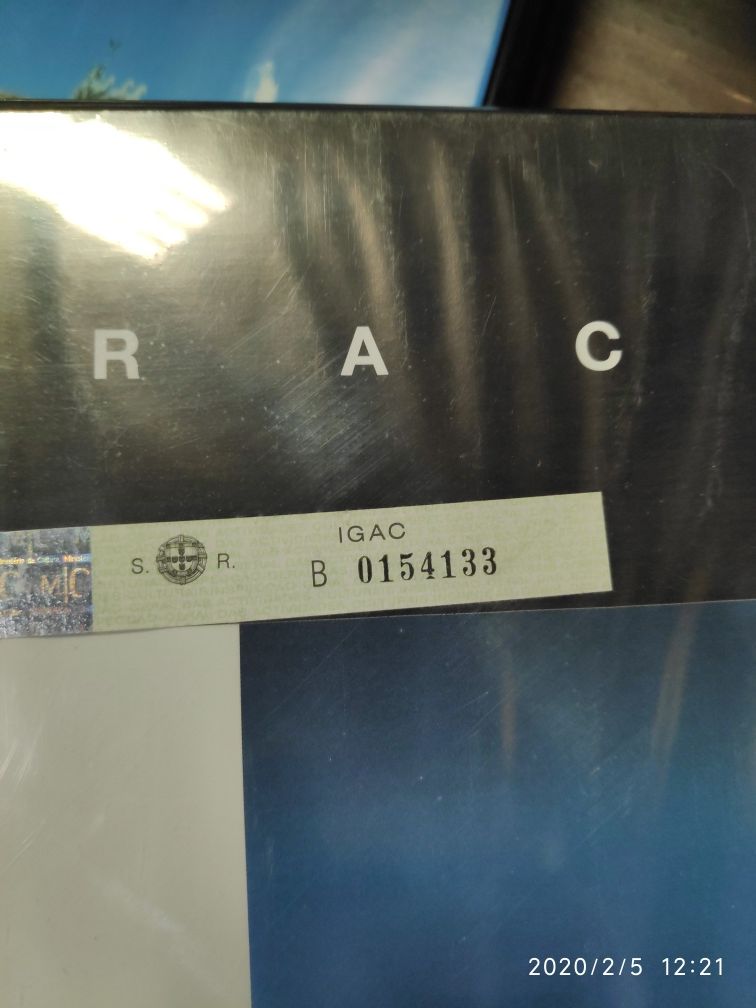 R A C
IGAC
S. R.
B 0154133
2020/2/5 12:21